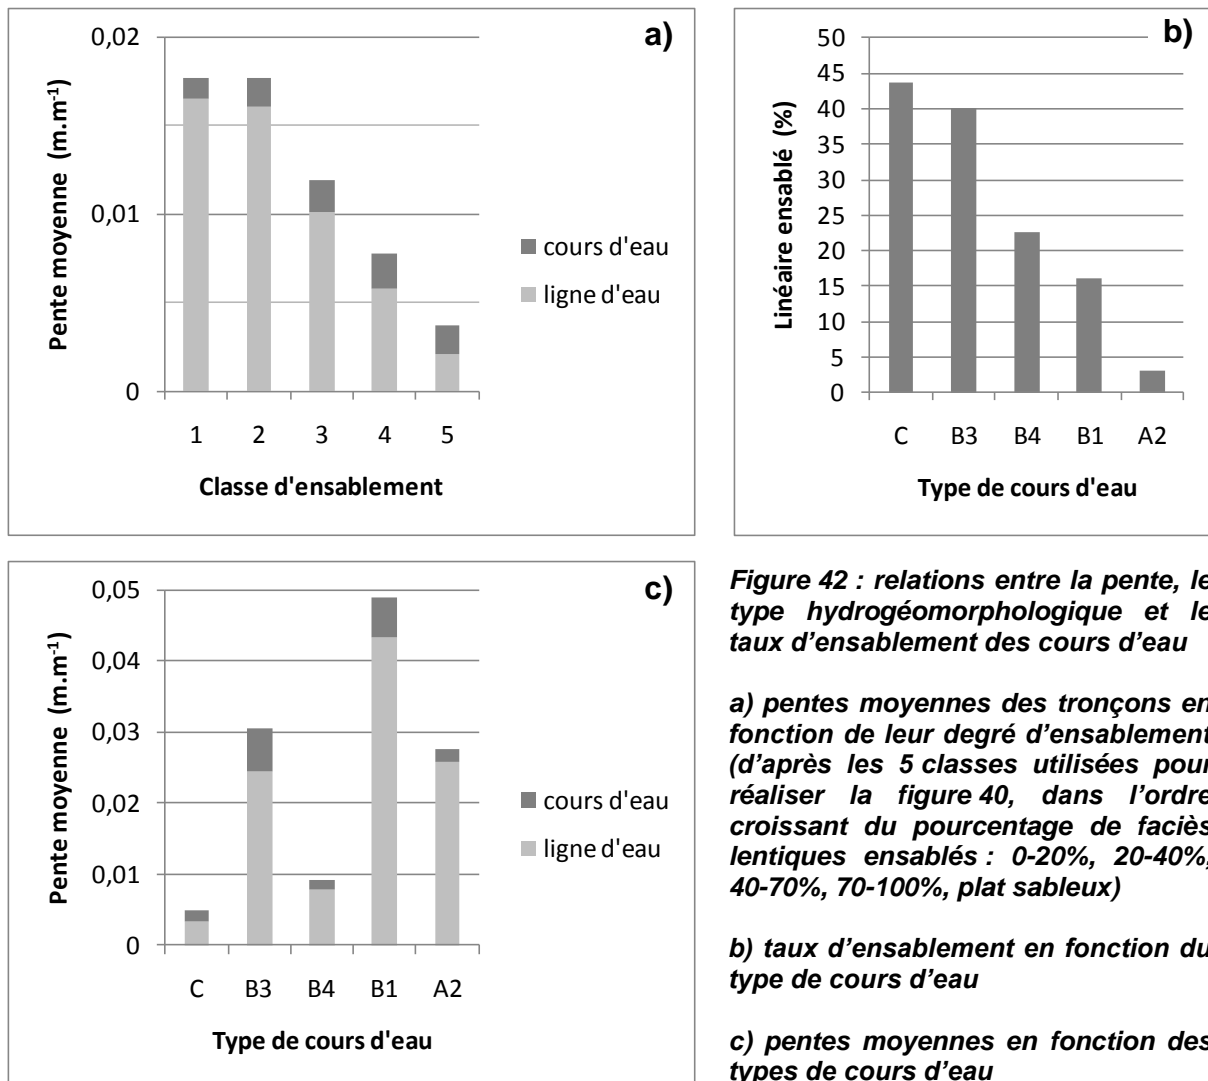 a)
0,02
0,01
0
Pente moyenne (m.m-1)
cours d'eau
ligne d'eau
1 2 3 4 5
Classe d'ensablement
b)
50
45
40
35
30
25
20
15
10
5
0
Linéaire ensablé (%)
C B3 B4 B1 A2
Type de cours d'eau
c)
0,05
0,04
0,03
0,02
0,01
0
Pente moyenne (m.m-1)
cours d'eau
ligne d'eau
C B3 B4 B1 A2
Type de cours d'eau
Figure 42 : relations entre la pente, le
type hydrogéomorphologique et le
taux d'ensablement des cours d'eau
a) pentes moyennes des tronçons en
fonction de leur degré d'ensablement
(d'après les 5 classes utilisées pour
réaliser la figure 40, dans l'ordre
croissant du pourcentage de faciès
lentiques ensablés : 0-20%, 20-40%,
40-70%, 70-100%, plat sableux)
b) taux d'ensablement en fonction du
type de cours d'eau
c) pentes moyennes en fonction des
types de cours d'eau